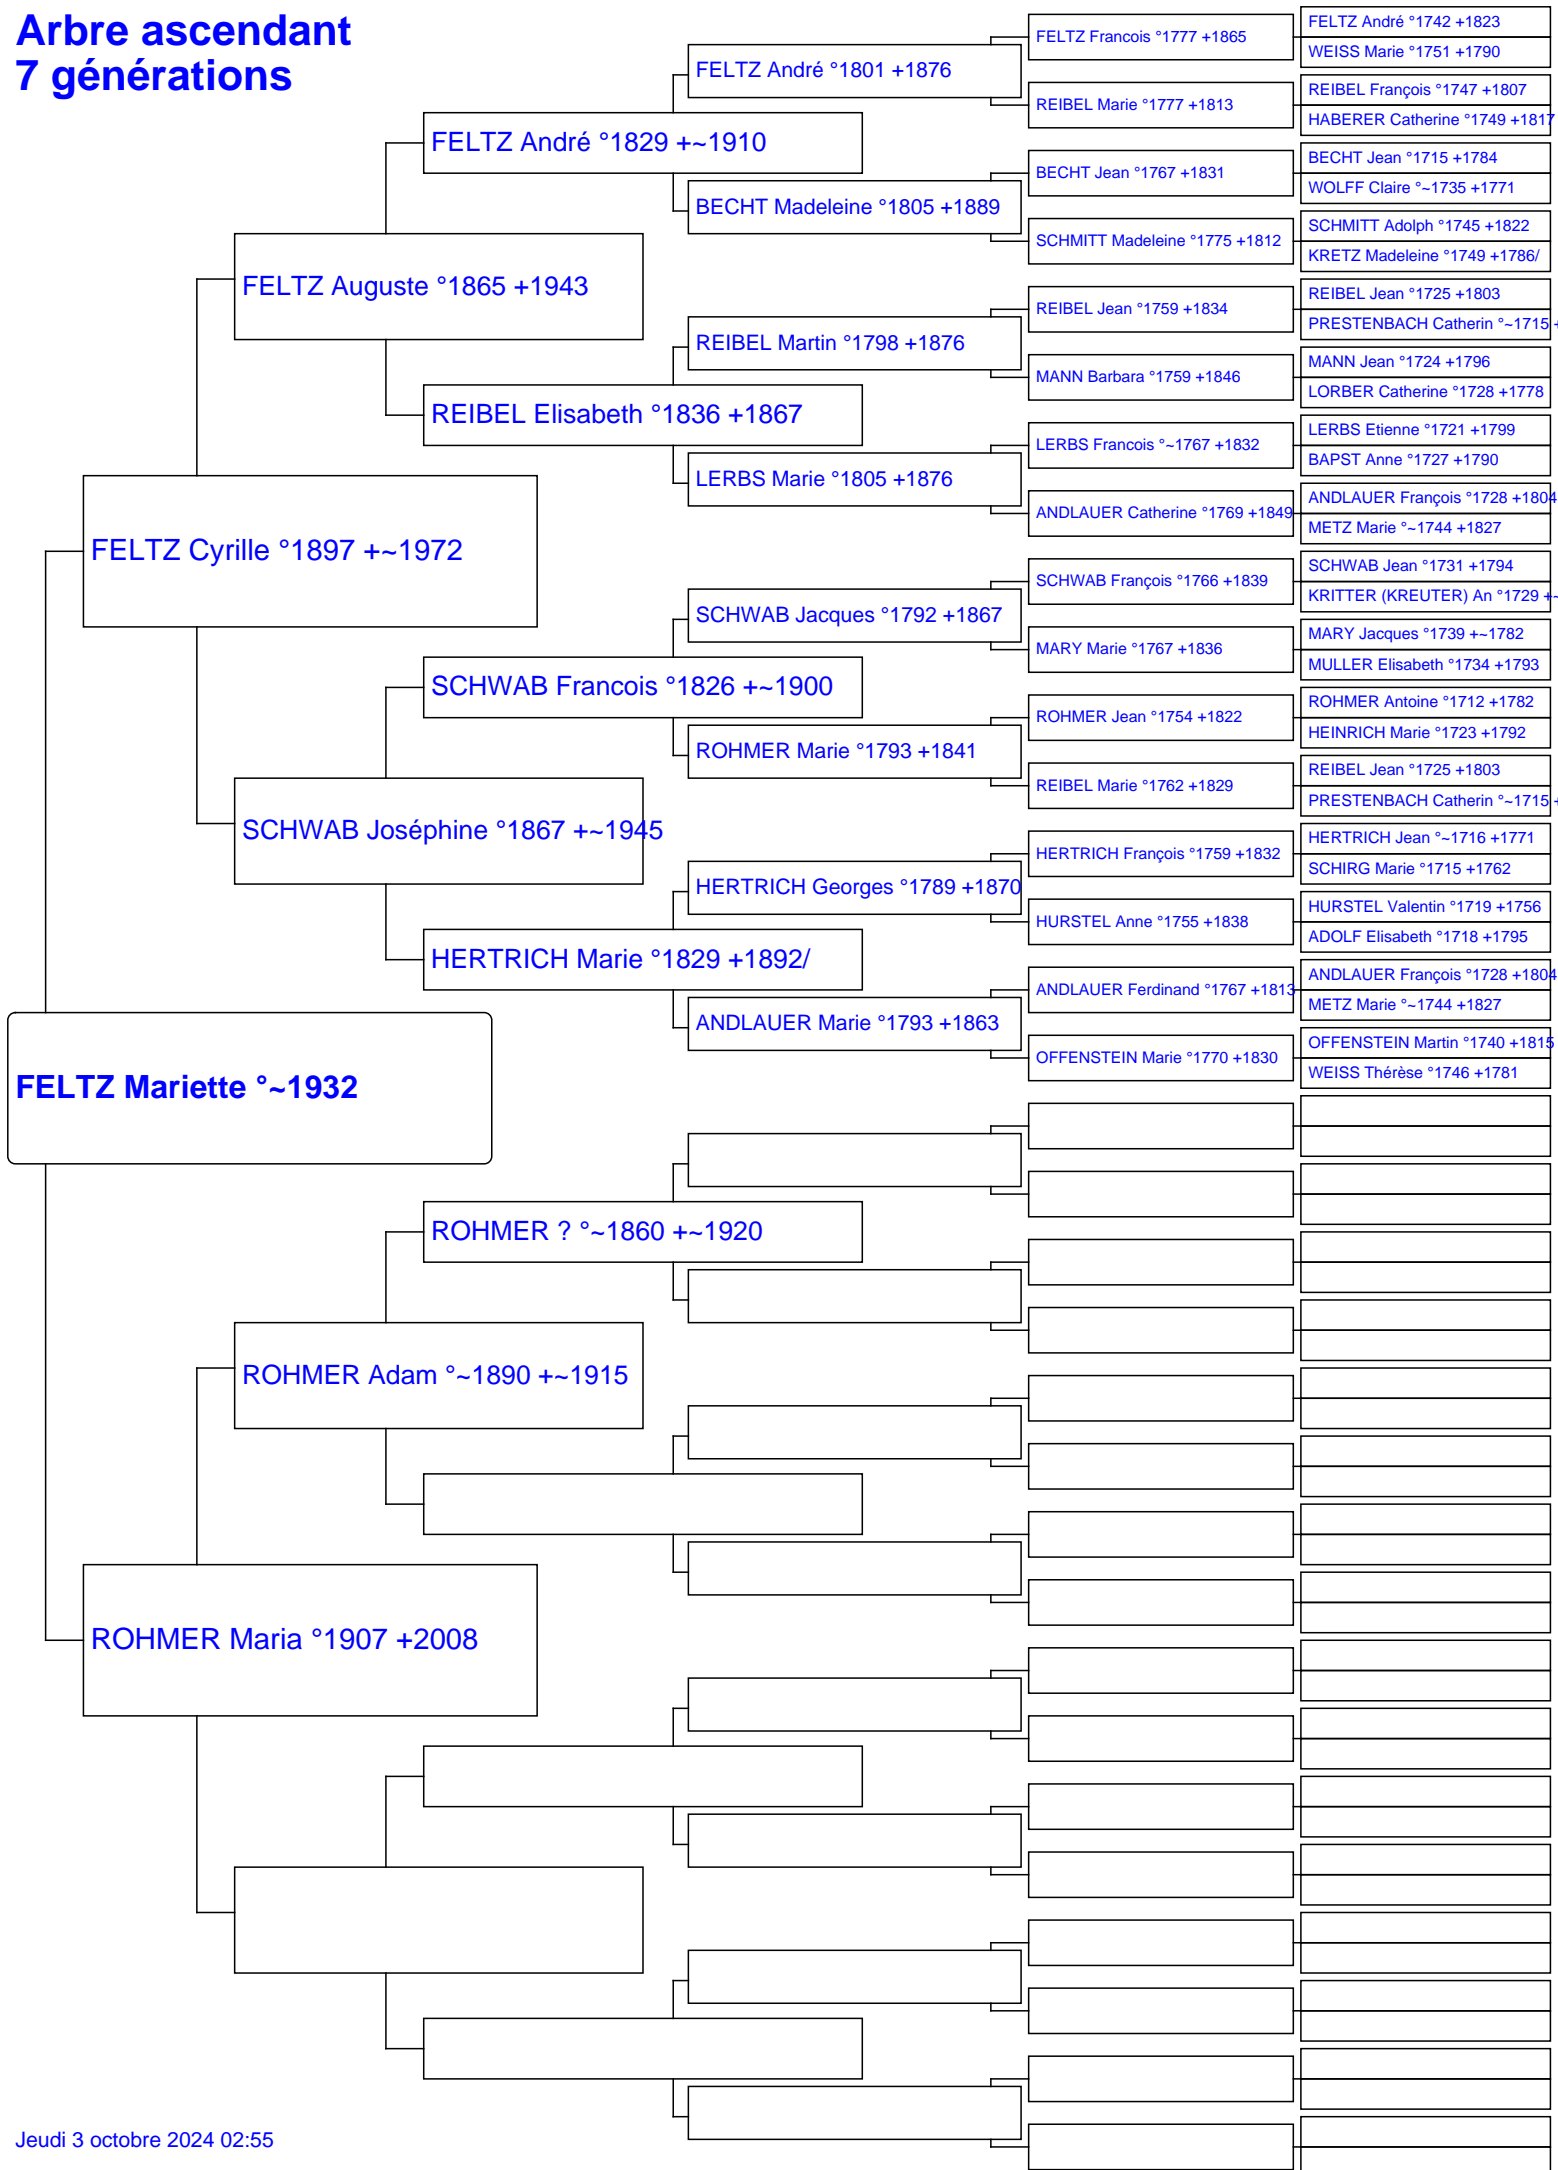 Arbre ascendant
7 générations
FELTZ Mariette °~1932
FELTZ Cyrille °1897 +~1972
ROHMER Maria °1907 +2008
FELTZ Auguste °1865 +1943
SCHWAB Joséphine °1867 +~1945
ROHMER Adam °~1890 +~1915
FELTZ André °1829 +~1910
REIBEL Elisabeth °1836 +1867
SCHWAB Francois °1826 +~1900
HERTRICH Marie °1829 +1892/
ROHMER ? °~1860 +~1920
FELTZ André °1801 +1876
BECHT Madeleine °1805 +1889
REIBEL Martin °1798 +1876
LERBS Marie °1805 +1876
SCHWAB Jacques °1792 +1867
ROHMER Marie °1793 +1841
HERTRICH Georges °1789 +1870
ANDLAUER Marie °1793 +1863
FELTZ Francois °1777 +1865
REIBEL Marie °1777 +1813
BECHT Jean °1767 +1831
SCHMITT Madeleine °1775 +1812
REIBEL Jean °1759 +1834
MANN Barbara °1759 +1846
LERBS Francois °~1767 +1832
ANDLAUER Catherine °1769 +1849
SCHWAB François °1766 +1839
MARY Marie °1767 +1836
ROHMER Jean °1754 +1822
REIBEL Marie °1762 +1829
HERTRICH François °1759 +1832
HURSTEL Anne °1755 +1838
ANDLAUER Ferdinand °1767 +1813
OFFENSTEIN Marie °1770 +1830
FELTZ André °1742 +1823
WEISS Marie °1751 +1790
REIBEL François °1747 +1807
HABERER Catherine °1749 +1817
BECHT Jean °1715 +1784
WOLFF Claire °~1735 +1771
SCHMITT Adolph °1745 +1822
KRETZ Madeleine °1749 +1786/
REIBEL Jean °1725 +1803
PRESTENBACH Catherin °~1715 +
MANN Jean °1724 +1796
LORBER Catherine °1728 +1778
LERBS Etienne °1721 +1799
BAPST Anne °1727 +1790
ANDLAUER François °1728 +1804
METZ Marie °~1744 +1827
SCHWAB Jean °1731 +1794
KRITTER (KREUTER) An °1729 +~
MARY Jacques °1739 +~1782
MULLER Elisabeth °1734 +1793
ROHMER Antoine °1712 +1782
HEINRICH Marie °1723 +1792
REIBEL Jean °1725 +1803
PRESTENBACH Catherin °~1715 +
HERTRICH Jean °~1716 +1771
SCHIRG Marie °1715 +1762
HURSTEL Valentin °1719 +1756
ADOLF Elisabeth °1718 +1795
ANDLAUER François °1728 +1804
METZ Marie °~1744 +1827
OFFENSTEIN Martin °1740 +1815
WEISS Thérèse °1746 +1781
Jeudi 3 octobre 2024 02:55